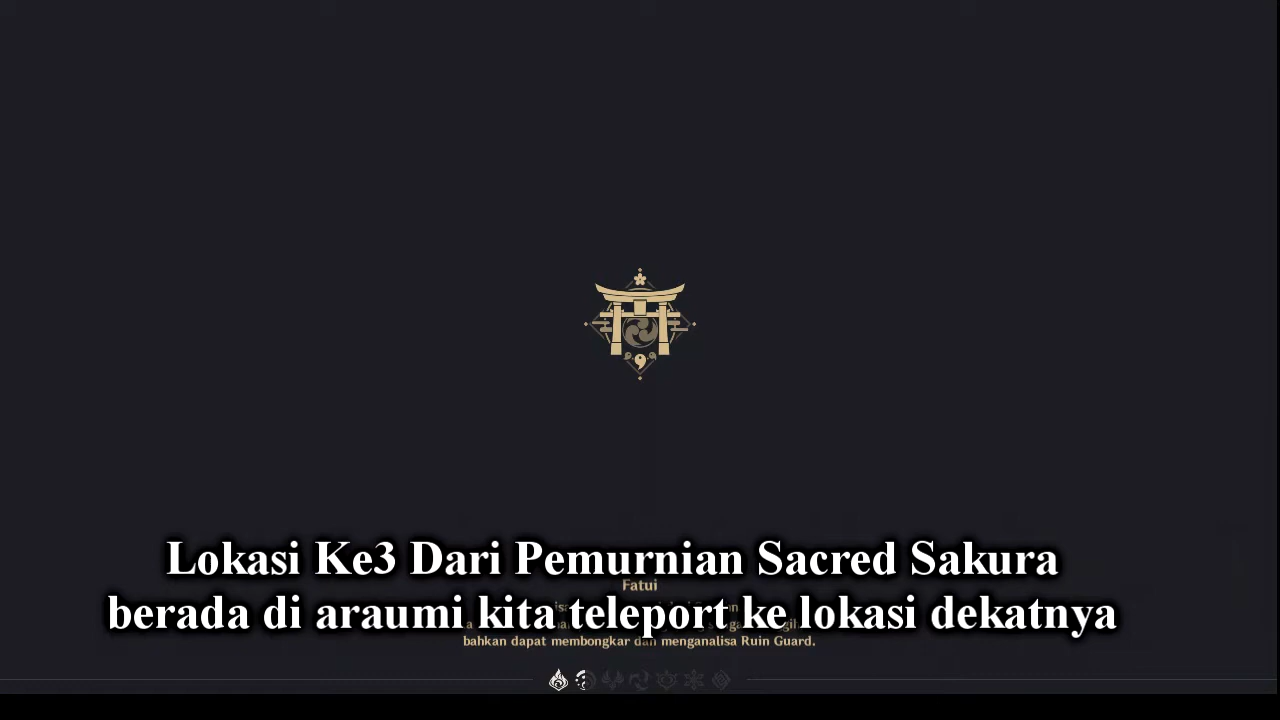 Lokasi Ke3 Dari Pemurnian Sacred Sakura
Fatui
berada di araumi kita teleport ke lokasi dekatnya
bahkan dapat membongkar dan menganalisa Ruin Guard.